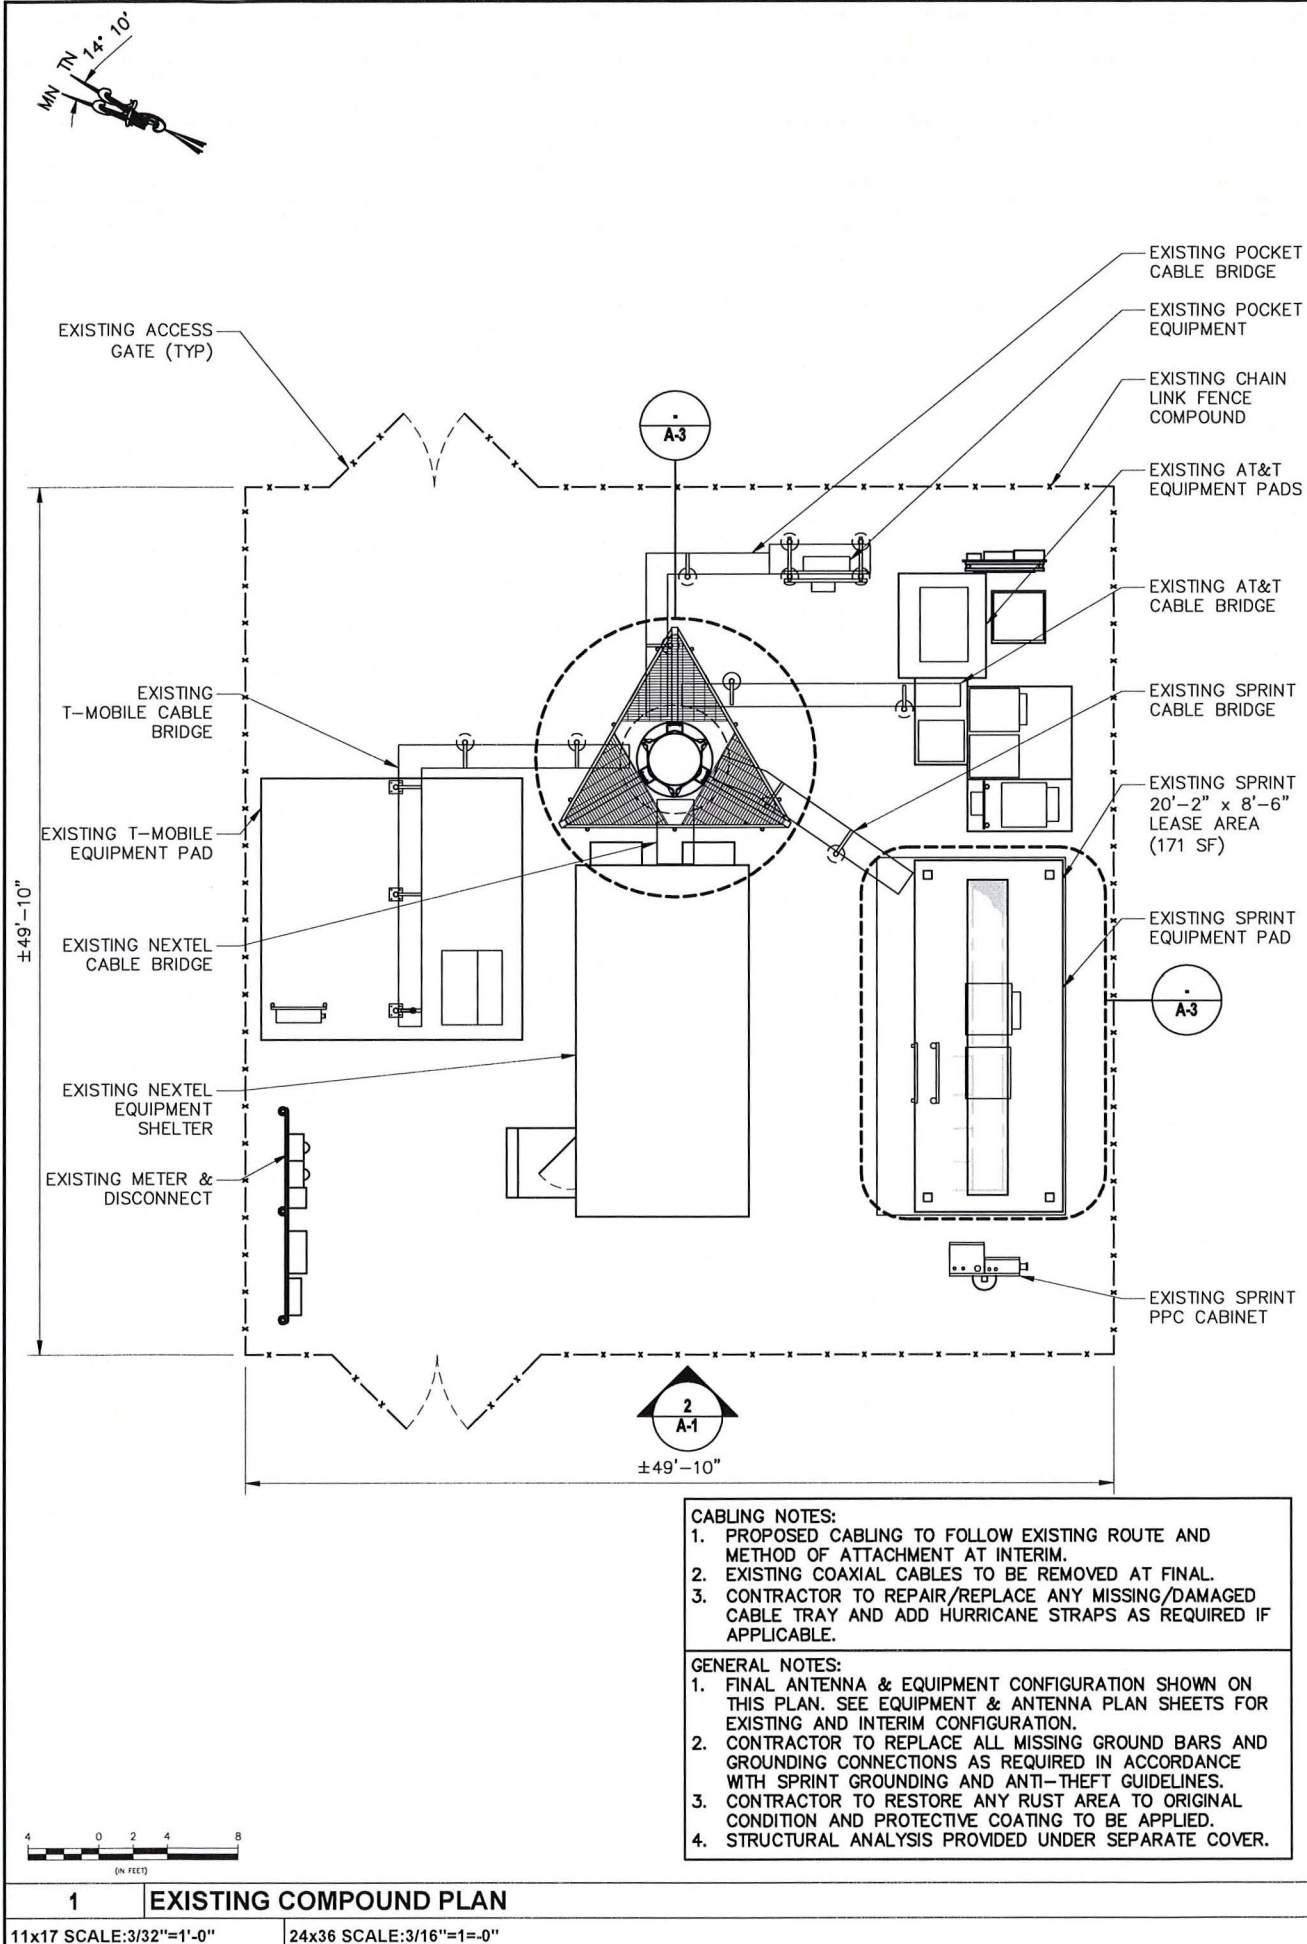 MN
TN
14° 10'
EXISTING POCKET
CABLE BRIDGE
EXISTING POCKET
EQUIPMENT
EXISTING ACCESS
GATE (TYP)
EXISTING CHAIN
LINK FENCE
COMPOUND
-
A-3
EXISTING AT&T
EQUIPMENT PADS
EXISTING AT&T
CABLE BRIDGE
EXISTING
T-MOBILE CABLE
BRIDGE
EXISTING SPRINT
CABLE BRIDGE
EXISTING SPRINT
20'-2" x 8'-6"
LEASE AREA
(171 SF)
EXISTING T-MOBILE
EQUIPMENT PAD
±49'-10"
EXISTING NEXTEL
CABLE BRIDGE
EXISTING SPRINT
EQUIPMENT PAD
-
A-3
EXISTING NEXTEL
EQUIPMENT
SHELTER
EXISTING METER &
DISCONNECT
EXISTING SPRINT
PPC CABINET
2
A-1
±49'-10"
CABLING NOTES:
1. PROPOSED CABLING TO FOLLOW EXISTING ROUTE AND
METHOD OF ATTACHMENT AT INTERIM.
2. EXISTING COAXIAL CABLES TO BE REMOVED AT FINAL.
3. CONTRACTOR TO REPAIR/REPLACE ANY MISSING/DAMAGED
CABLE TRAY AND ADD HURRICANE STRAPS AS REQUIRED IF
APPLICABLE.
GENERAL NOTES:
1. FINAL ANTENNA & EQUIPMENT CONFIGURATION SHOWN ON
THIS PLAN. SEE EQUIPMENT & ANTENNA PLAN SHEETS FOR
EXISTING AND INTERIM CONFIGURATION.
2. CONTRACTOR TO REPLACE ALL MISSING GROUND BARS AND
GROUNDING CONNECTIONS AS REQUIRED IN ACCORDANCE
WITH SPRINT GROUNDING AND ANTI-THEFT GUIDELINES.
3. CONTRACTOR TO RESTORE ANY RUST AREA TO ORIGINAL
CONDITION AND PROTECTIVE COATING TO BE APPLIED.
4. STRUCTURAL ANALYSIS PROVIDED UNDER SEPARATE COVER.
4 0 2 4 8
(IN FEET)
1 EXISTING COMPOUND PLAN
11x17 SCALE:3/32"=1'-0" 24x36 SCALE:3/16"=1=-0"